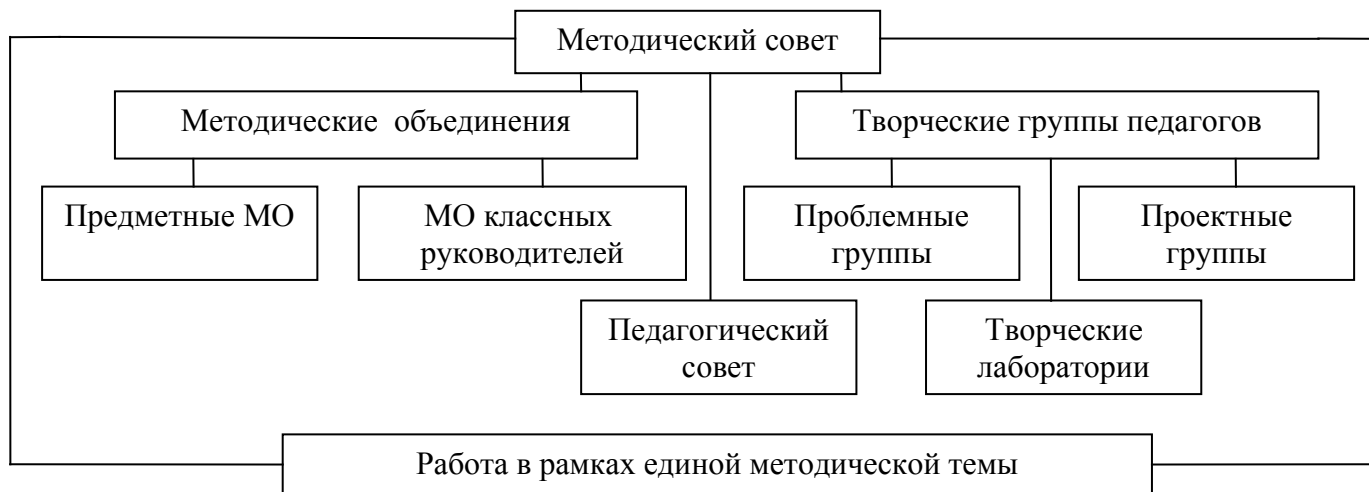 Методический совет
Методические объединения
Творческие группы педагогов
Предметные МО
МО классных
руководителей
Проблемные
группы
Проектные
группы
Педагогический
совет
Творческие
лаборатории
Работа в рамках единой методической темы